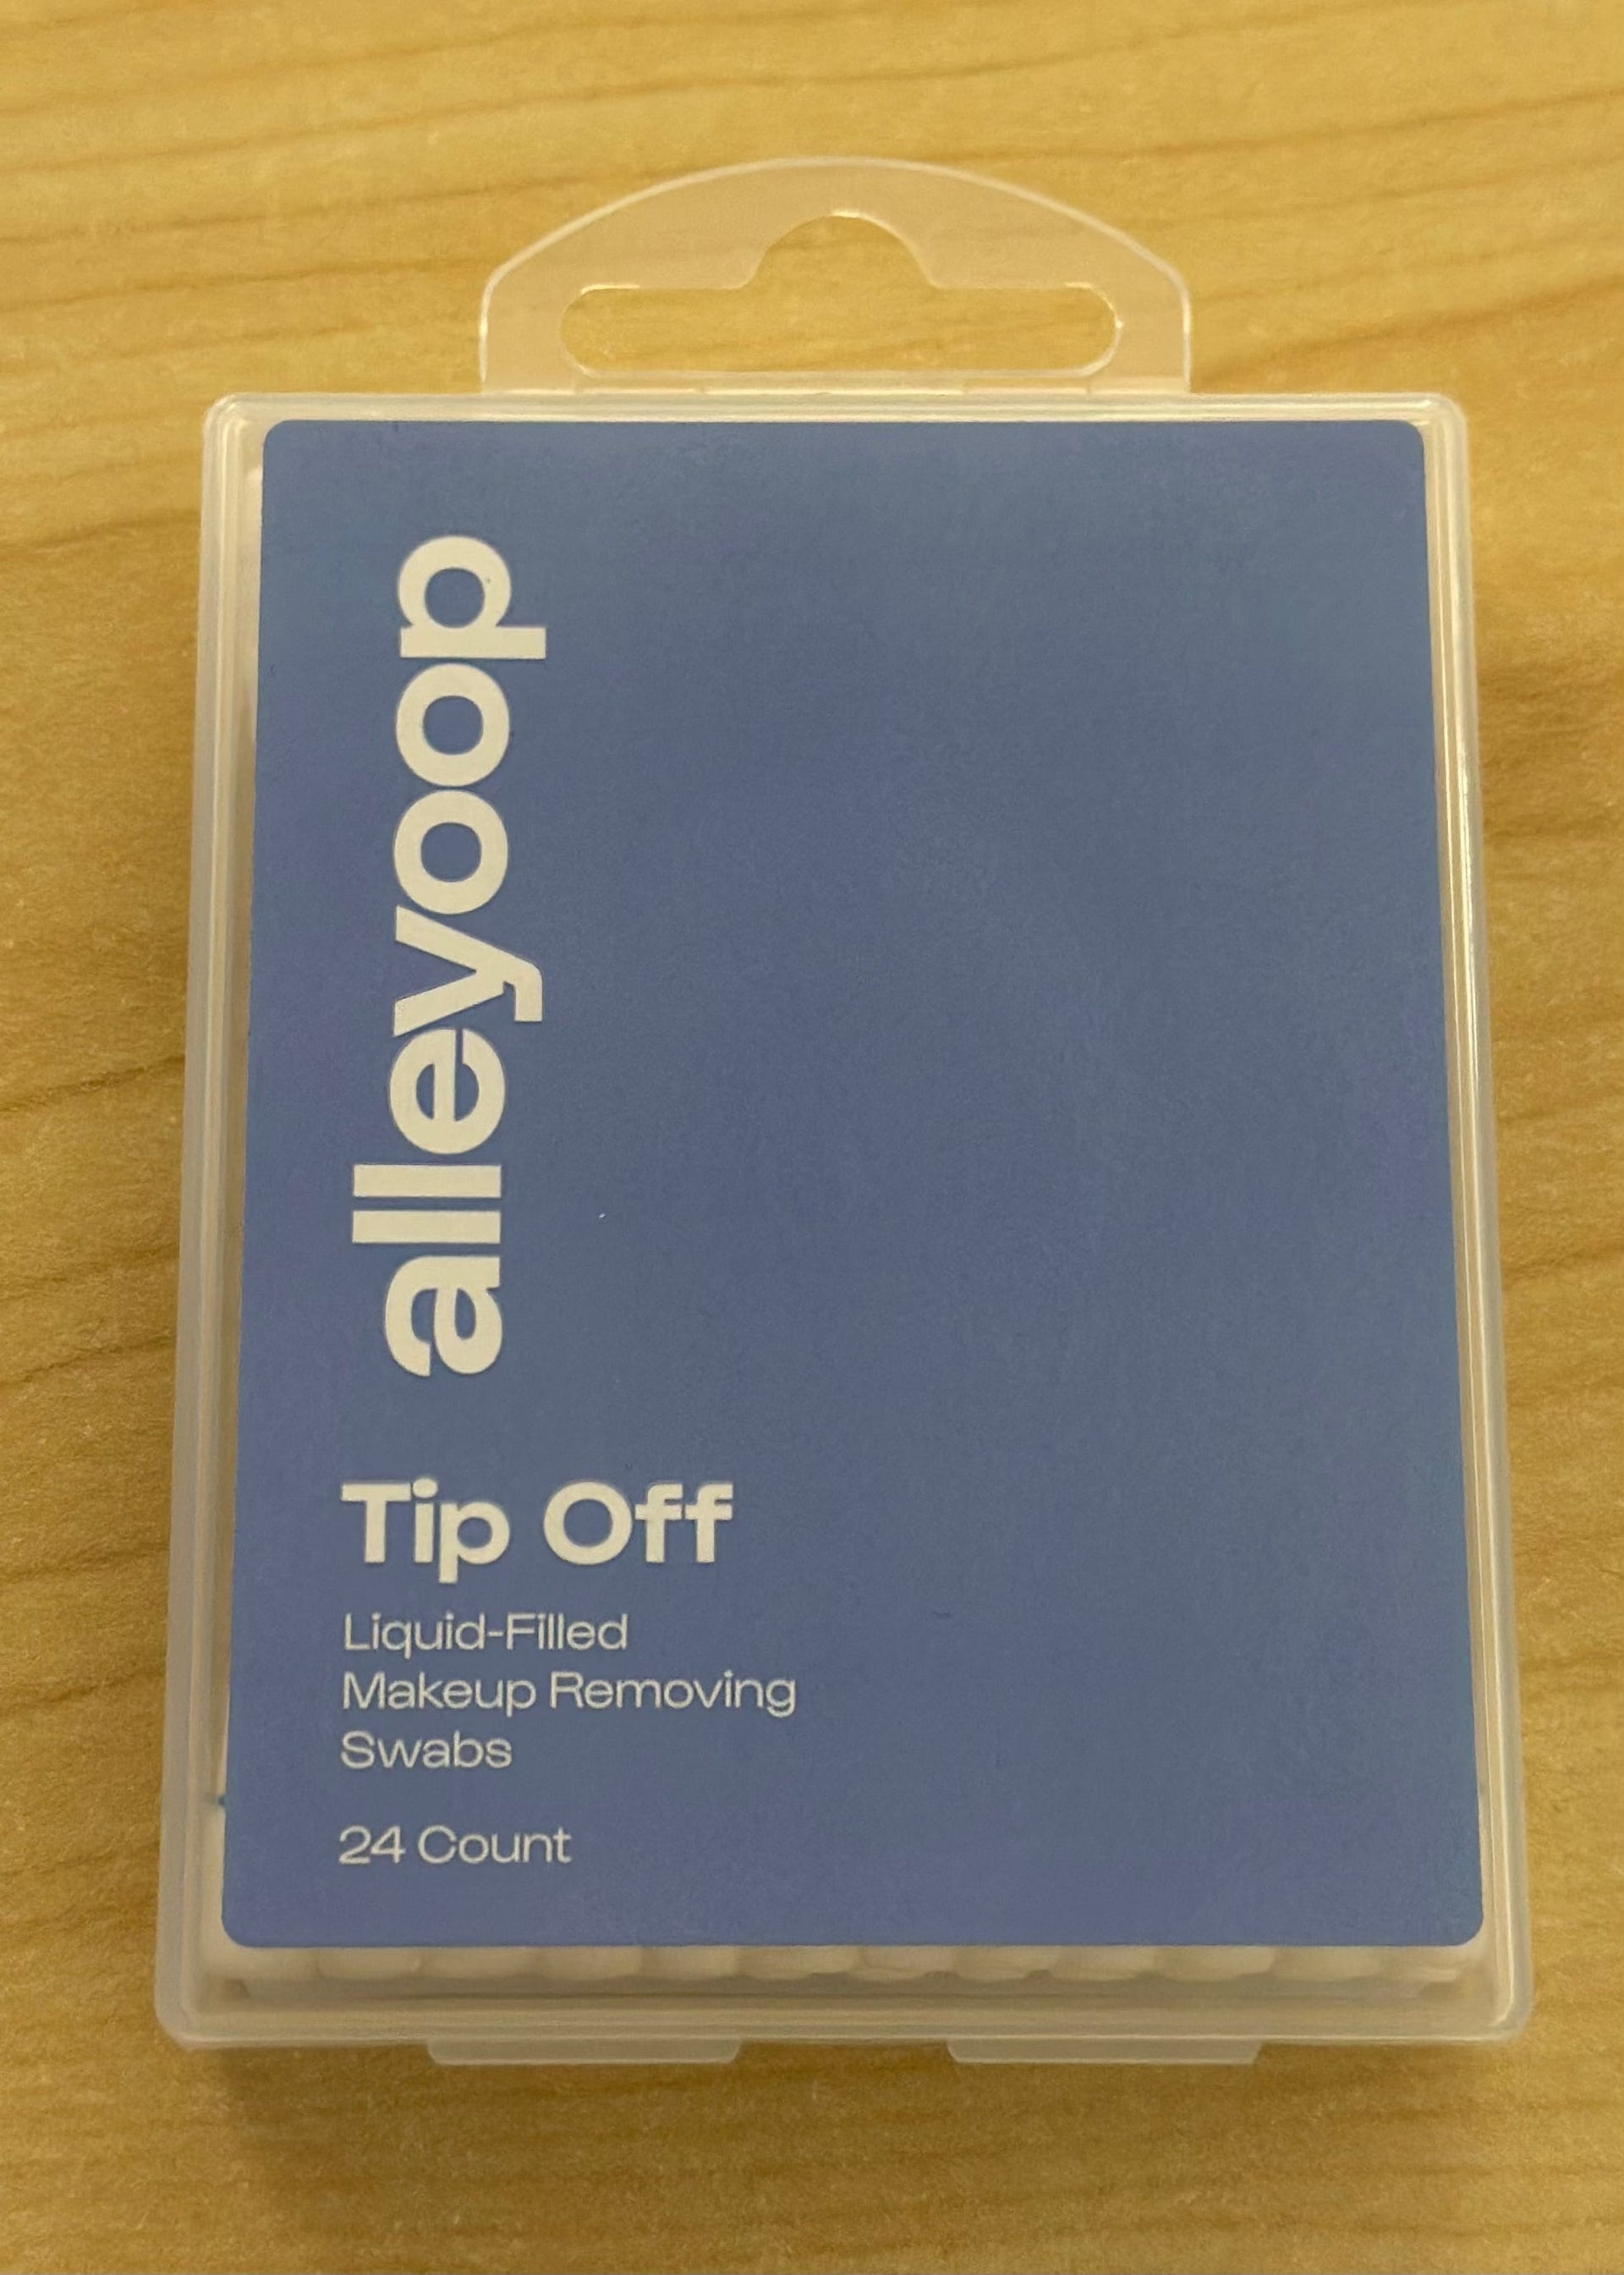 alleyoop
Tip Off
Liquid-Filled
Makeup Removing
Swabs
24 Count